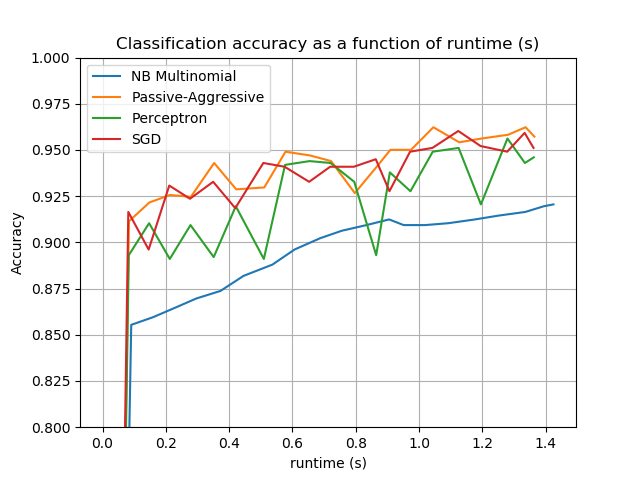 Classification accuracy as a function of runtime (s)
NB Multinomial
Passive-Aggressive
Perceptron
SGD
Accuracy
1.000
0.975
0.950
0.925
0.900
0.875
0.850
0.825
0.800
0.0 0.2 0.4 0.6 0.8 1.0 1.2 1.4
runtime (s)